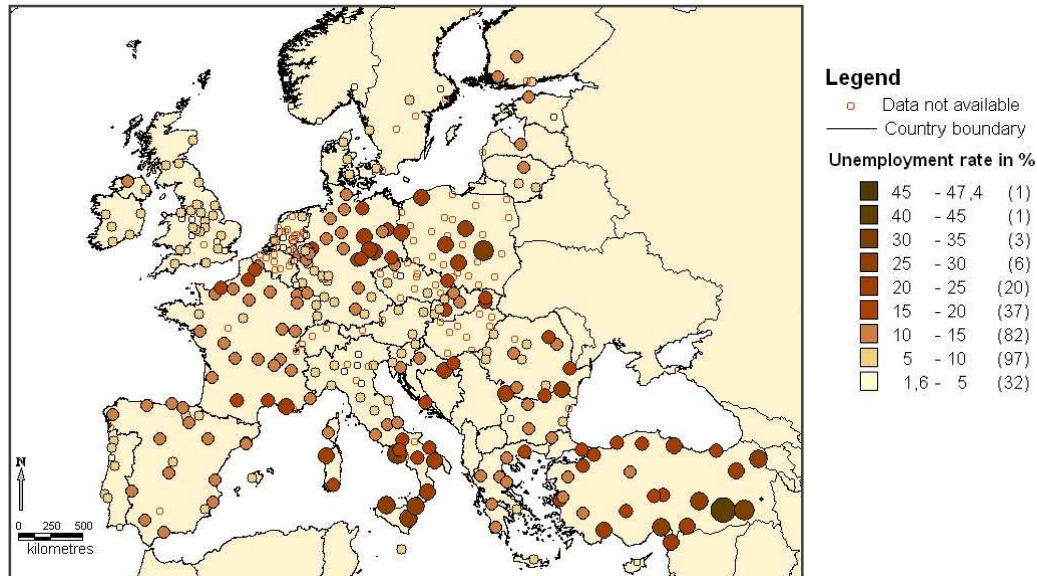 Legend
Data not available
Country boundary
Unemployment rate in %
45 - 47,4 (1)
40 - 45 (1)
30 - 35 (3)
25 - 30 (6)
20 - 25 (20)
15 - 20 (37)
10 - 15 (82)
5 - 10 (97)
1,6 - 5 (32)
N
0 250 500
kilometres